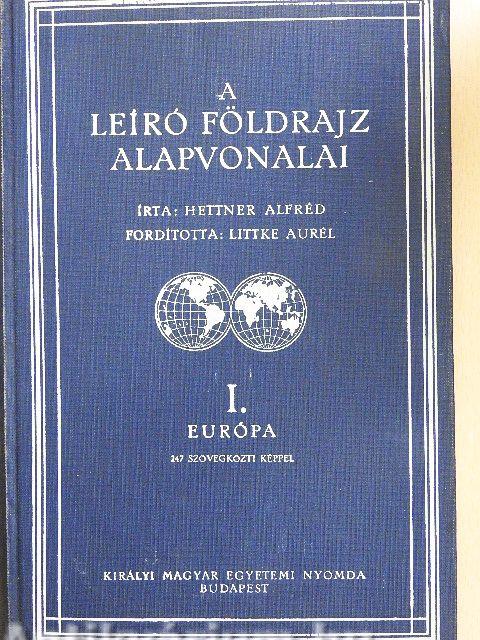 A
LEÍRÓ FÖLDRAJZ
ALAPVONALAI
ÍRTA: HETTNER ALFRÉD
FORDÍTOTTA: LITTKE AURÉL
I.
EURÓPA
247 SZÖVEGKÖZTI KÉPPEL
KIRÁLYI MAGYAR EGYETEMI NYOMDA
BUDAPEST